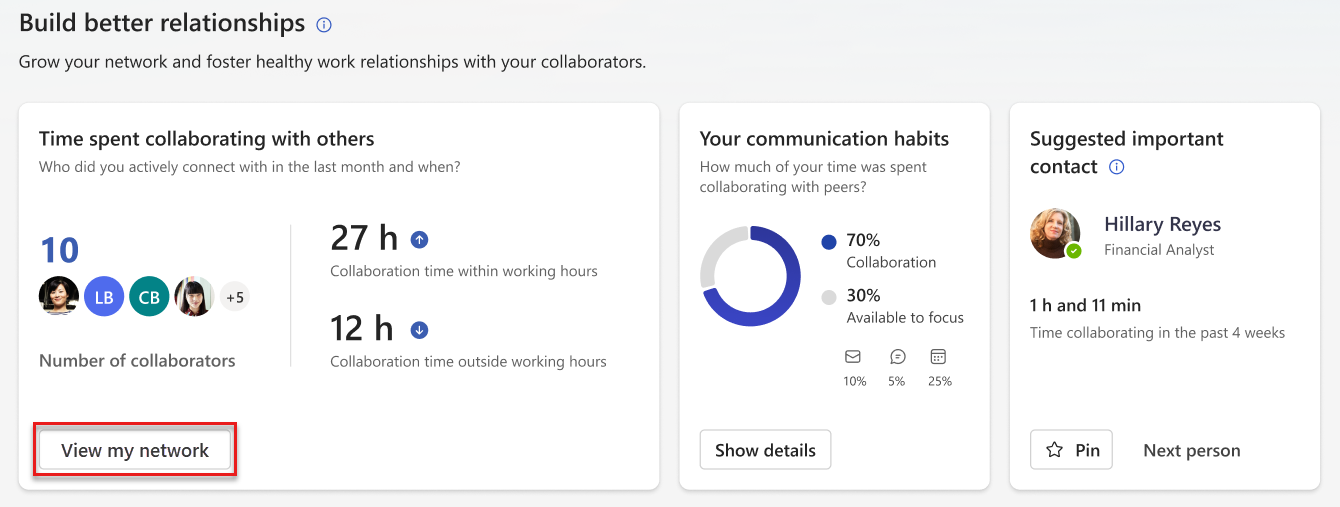 Build better relationships
Grow your network and foster healthy work relationships with your collaborators.
Time spent collaborating with others
Who did you actively connect with in the last month and when?
10
LB
CB
+5
Number of collaborators
27 h
Collaboration time within working hours
12 h
Collaboration time outside working hours
View my network
Your communication habits
How much of your time was spent
collaborating with peers?
70%
Collaboration
30%
Available to focus
10% 5% 25%
Show details
Suggested important
contact
Hillary Reyes
Financial Analyst
1 h and 11 min
Time collaborating in the past 4 weeks
Pin
Next person